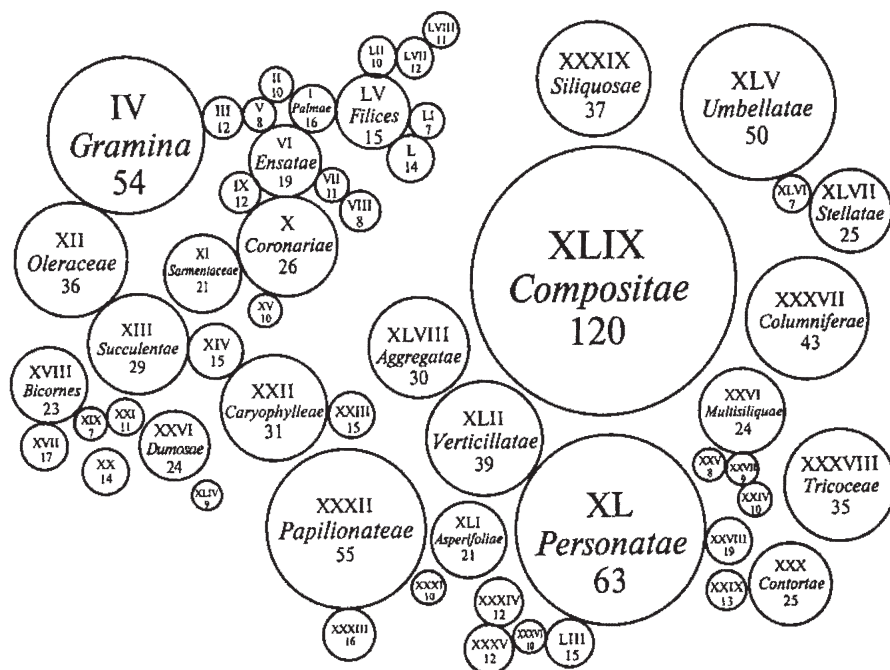 IV
Gramina
54
III
12
V
8
II
10
I
Palmae
16
LV
Filices
15
LII
10
LVII
12
LVIII
11
LI
7
L
14
VI
Ensatae
19
VII
11
VIII
8
IX
12
X
Coronariae
26
XI
Sarmentaceae
21
XV
10
XII
Oleraceae
36
XIII
Succulentae
29
XIV
15
XVIII
Bicornes
23
XVII
17
XIX
7
XXI
11
XX
14
XXVI
Dumosae
24
XLIV
9
XXII
Caryophylleae
31
XXIII
15
XXXII
Papilionateae
55
XXXI
10
XXXIII
16
XLI
Asperifoliae
21
XXXIV
12
XXXV
12
XXXVI
10
LIII
15
XL
Personatae
63
XLII
Verticillatae
39
XLVIII
Aggregatae
30
XLIX
Compositae
120
XXXIX
Siliquosae
37
XLV
Umbellatae
50
XLVI
7
XLVII
Stellatae
25
XXXVII
Columniferae
43
XXVI
Multisiliquae
24
XXV
8
XXVII
9
XXIV
10
XXVIII
19
XXIX
13
XXX
Contortae
25
XXXVIII
Tricoceae
35